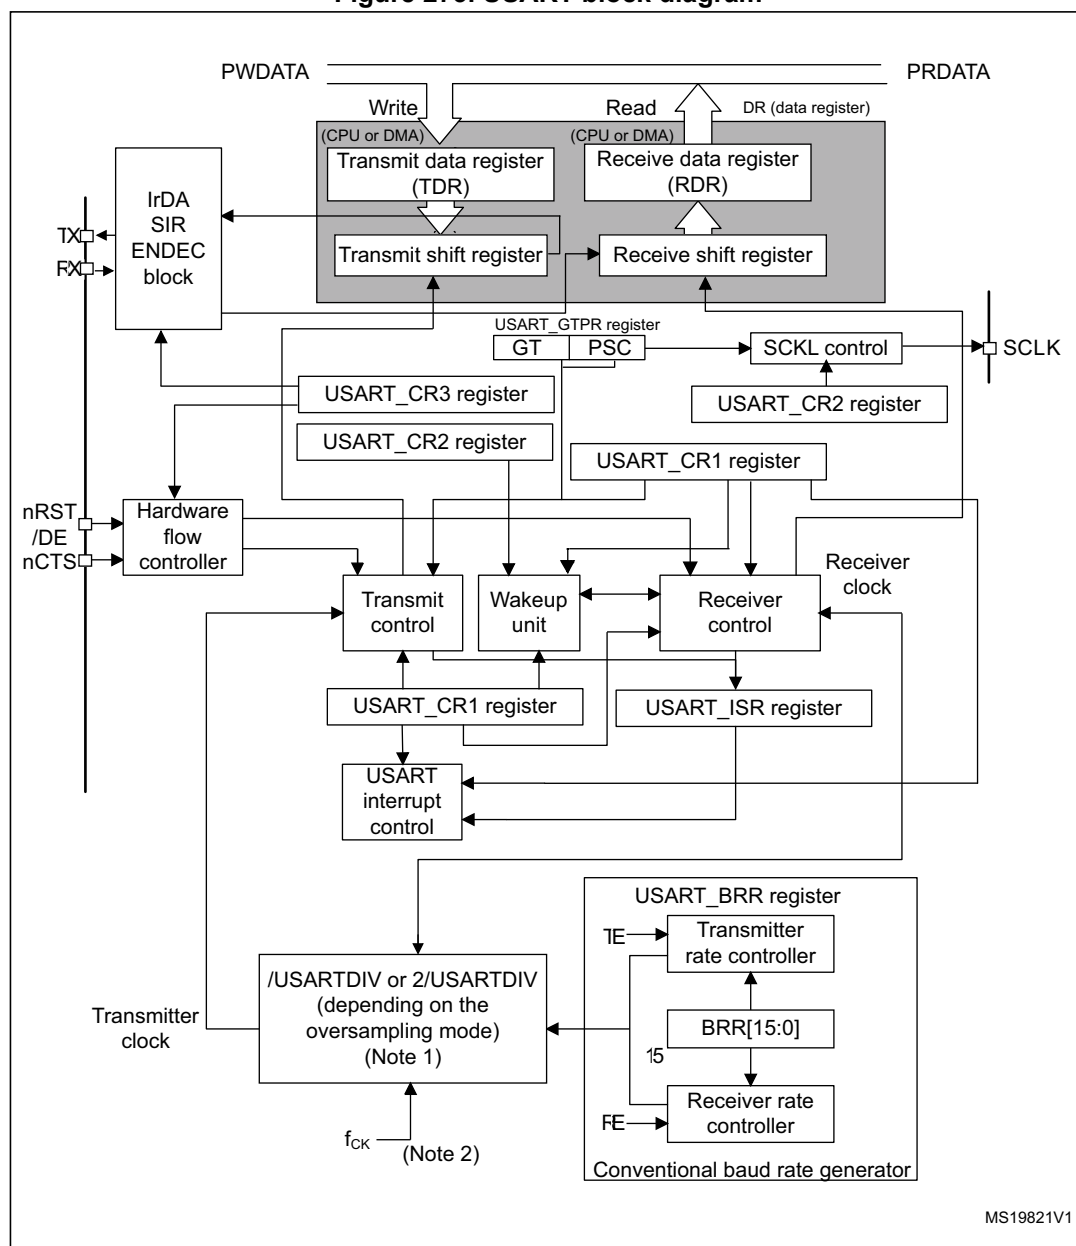 Figure 275. USART block diagram
PWDATA
PRDATA
Write
Read
DR (data register)
(CPU or DMA)
(CPU or DMA)
Transmit data register
(TDR)
Receive data register
(RDR)
IrDA
SIR
ENDEC
block
TX
RX
Transmit shift register
Receive shift register
USART_GTPR register
GT
PSC
SCKL control
SCLK
USART_CR3 register
USART_CR2 register
USART_CR2 register
USART_CR1 register
nRST
/DE
nCTS
Hardware
flow
controller
Receiver
clock
Transmit
control
Wakeup
unit
Receiver
control
USART_CR1 register
USART_ISR register
USART
interrupt
control
USART_BRR register
TE
Transmitter
rate controller
/USARTDIV or 2/USARTDIV
(depending on the
oversampling mode)
(Note 1)
Transmitter
clock
BRR[15:0]
15
RE
Receiver rate
controller
fCK
(Note 2)
Conventional baud rate generator
MS19821V1